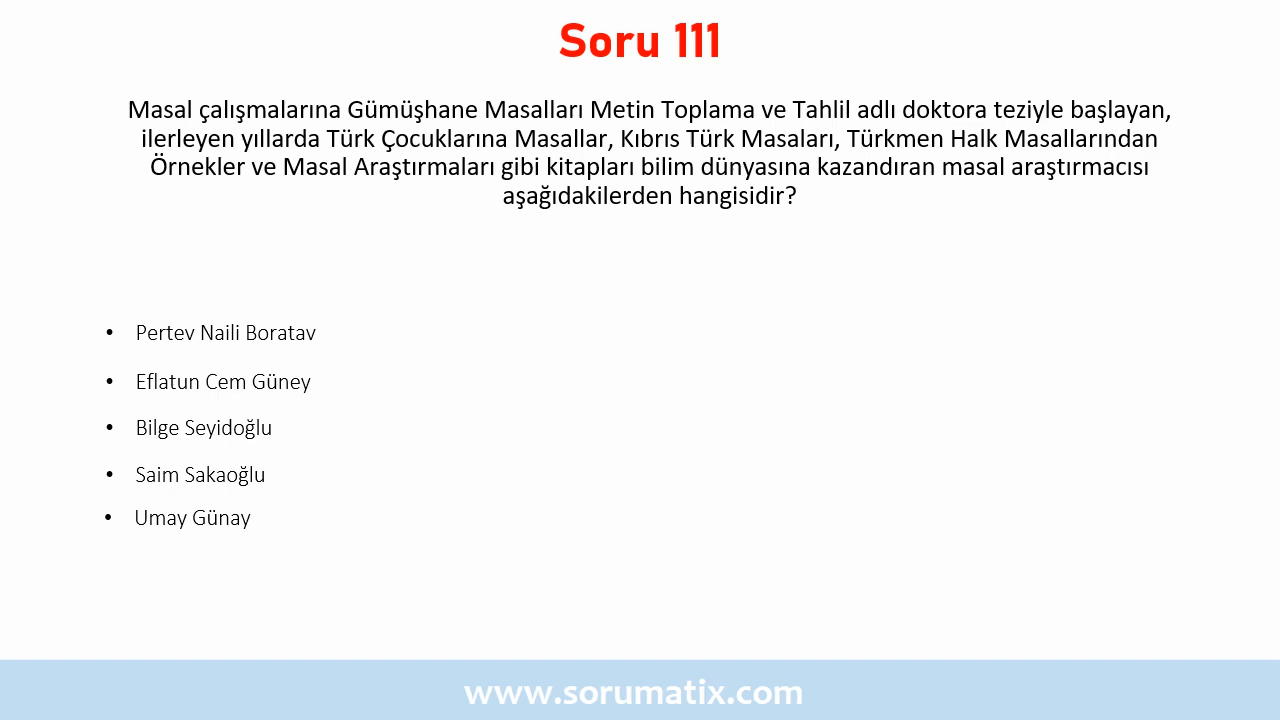 Soru 111
Masal çalışmalarına Gümüşhane Masalları Metin Toplama ve Tahlil adlı doktora teziyle başlayan,
ilerleyen yıllarda Türk Çocuklarına Masallar, Kıbrıs Türk Masaları, Türkmen Halk Masallarından
Örnekler ve Masal Araştırmaları gibi kitapları bilim dünyasına kazandıran masal araştırmacısı
aşağıdakilerden hangisidir?
• Pertev Naili Boratav
• Eflatun Cem Güney
• Bilge Seyidoğlu
• Saim Sakaoğlu
• Umay Günay
www.sorumatix.com